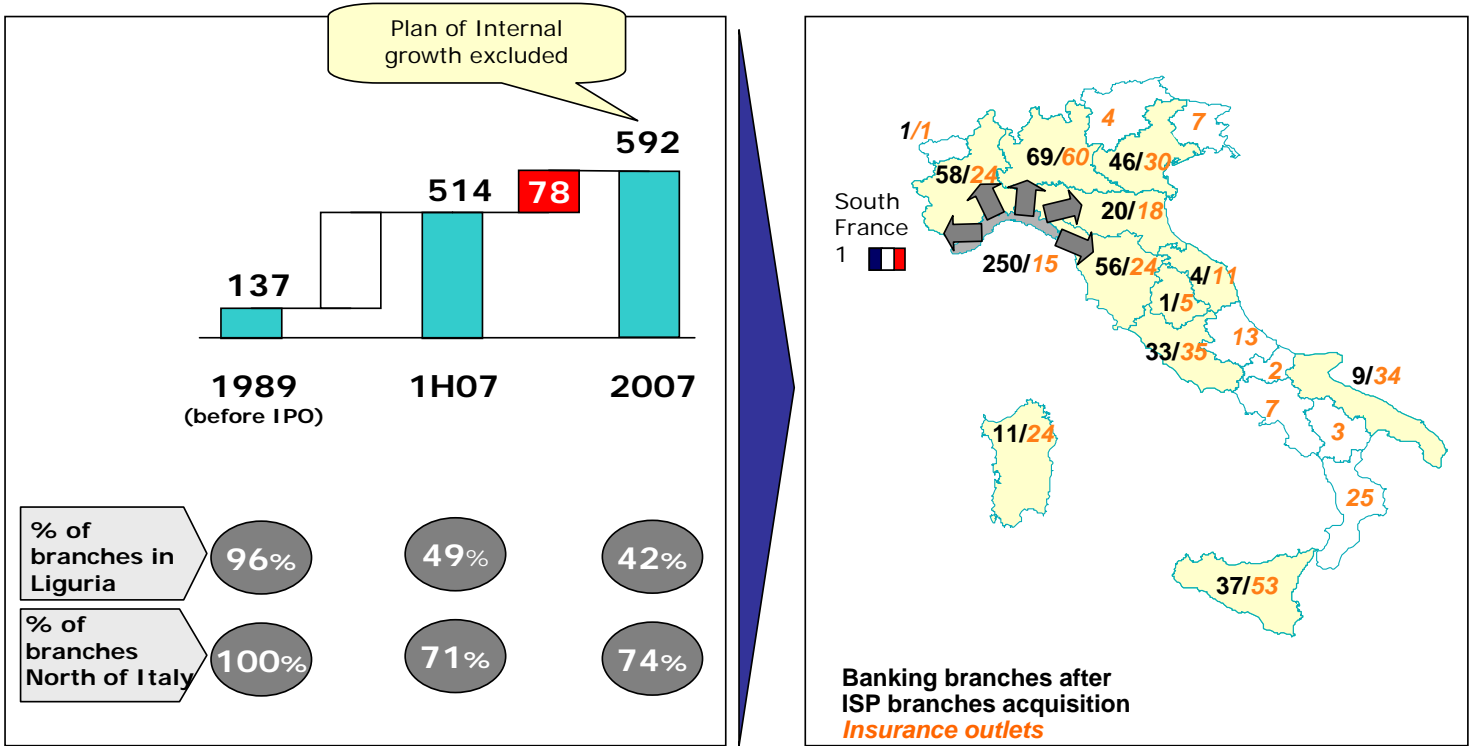 Plan of Internal
growth excluded
592
514
78
137
1989
(before IPO)
1H07
2007
% of
branches in
Liguria
96%
49%
42%
% of
branches
North of Italy
100%
71%
74%
4
7
1/1
69/60
46/30
58/24
South
France
1
20/18
250/15
56/24
4/11
1/5
13
33/35
2
9/34
7
3
11/24
25
37/53
Banking branches after
ISP branches acquisition
Insurance outlets